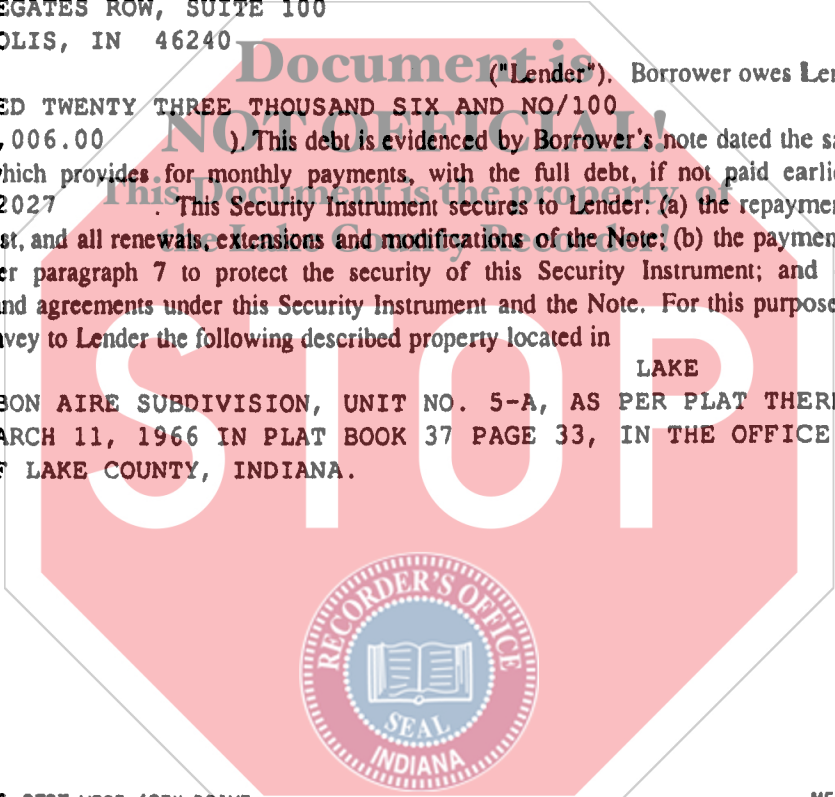 EGATES ROW, SUITE 100
OLIS, IN 46240
Document is
("Lender"). Borrower owes Len
ED TWENTY THREE THOUSAND SIX AND NO/100
NOT OFFICIAL!
,006.00 ). This debt is evidenced by Borrower's note dated the sa
which provides for monthly payments, with the full debt, if not paid earlie
This Document is the property of
2027 . This Security Instrument secures to Lender: (a) the repaymen
st, and all renewals, extensions and modifications of the Note; (b) the paymen
the Lake County Recorder!
er paragraph 7 to protect the security of this Security Instrument; and
nd agreements under this Security Instrument and the Note. For this purpose
vey to Lender the following described property located in
LAKE
BON AIRE SUBDIVISION, UNIT NO. 5-A, AS PER PLAT THERE
ARCH 11, 1966 IN PLAT BOOK 37 PAGE 33, IN THE OFFICE
F LAKE COUNTY, INDIANA.
STOP
RECORDER'S OFFICE
SEAL
INDIANA